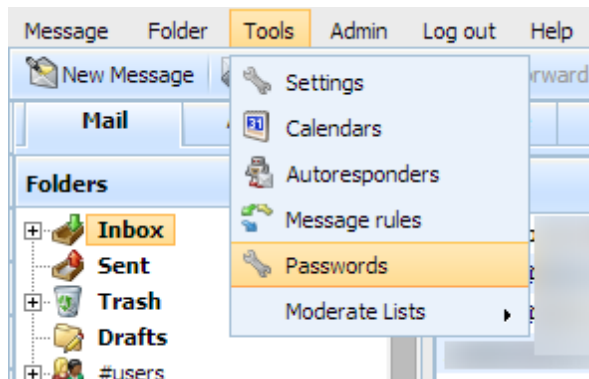 Message Folder Tools Admin Log out Help
New Message
Settings
Mail
Calendars
Folders
Autoresponders
Inbox
Message rules
Sent
Passwords
Trash
Moderate Lists
Drafts
#users